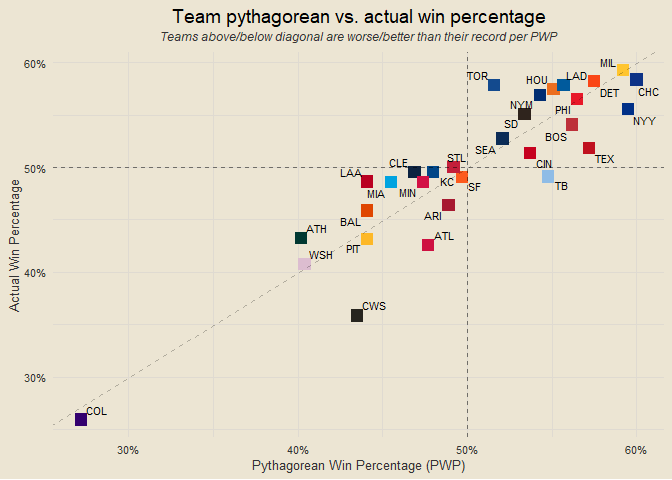 Team pythagorean vs. actual win percentage
Teams above/below diagonal are worse/better than their record per PWP
60%
50%
40%
30%
Actual Win Percentage
MIL
TOR
HOU
LAD
CHC
DET
NYM
PHI
NYY
SD
BOS
SEA
TEX
CIN
STL
CLE
LAA
TB
KC
SF
MIA
MIN
ARI
BAL
ATH
ATL
PIT
WSH
CWS
COL
30%
40%
50%
60%
Pythagorean Win Percentage (PWP)